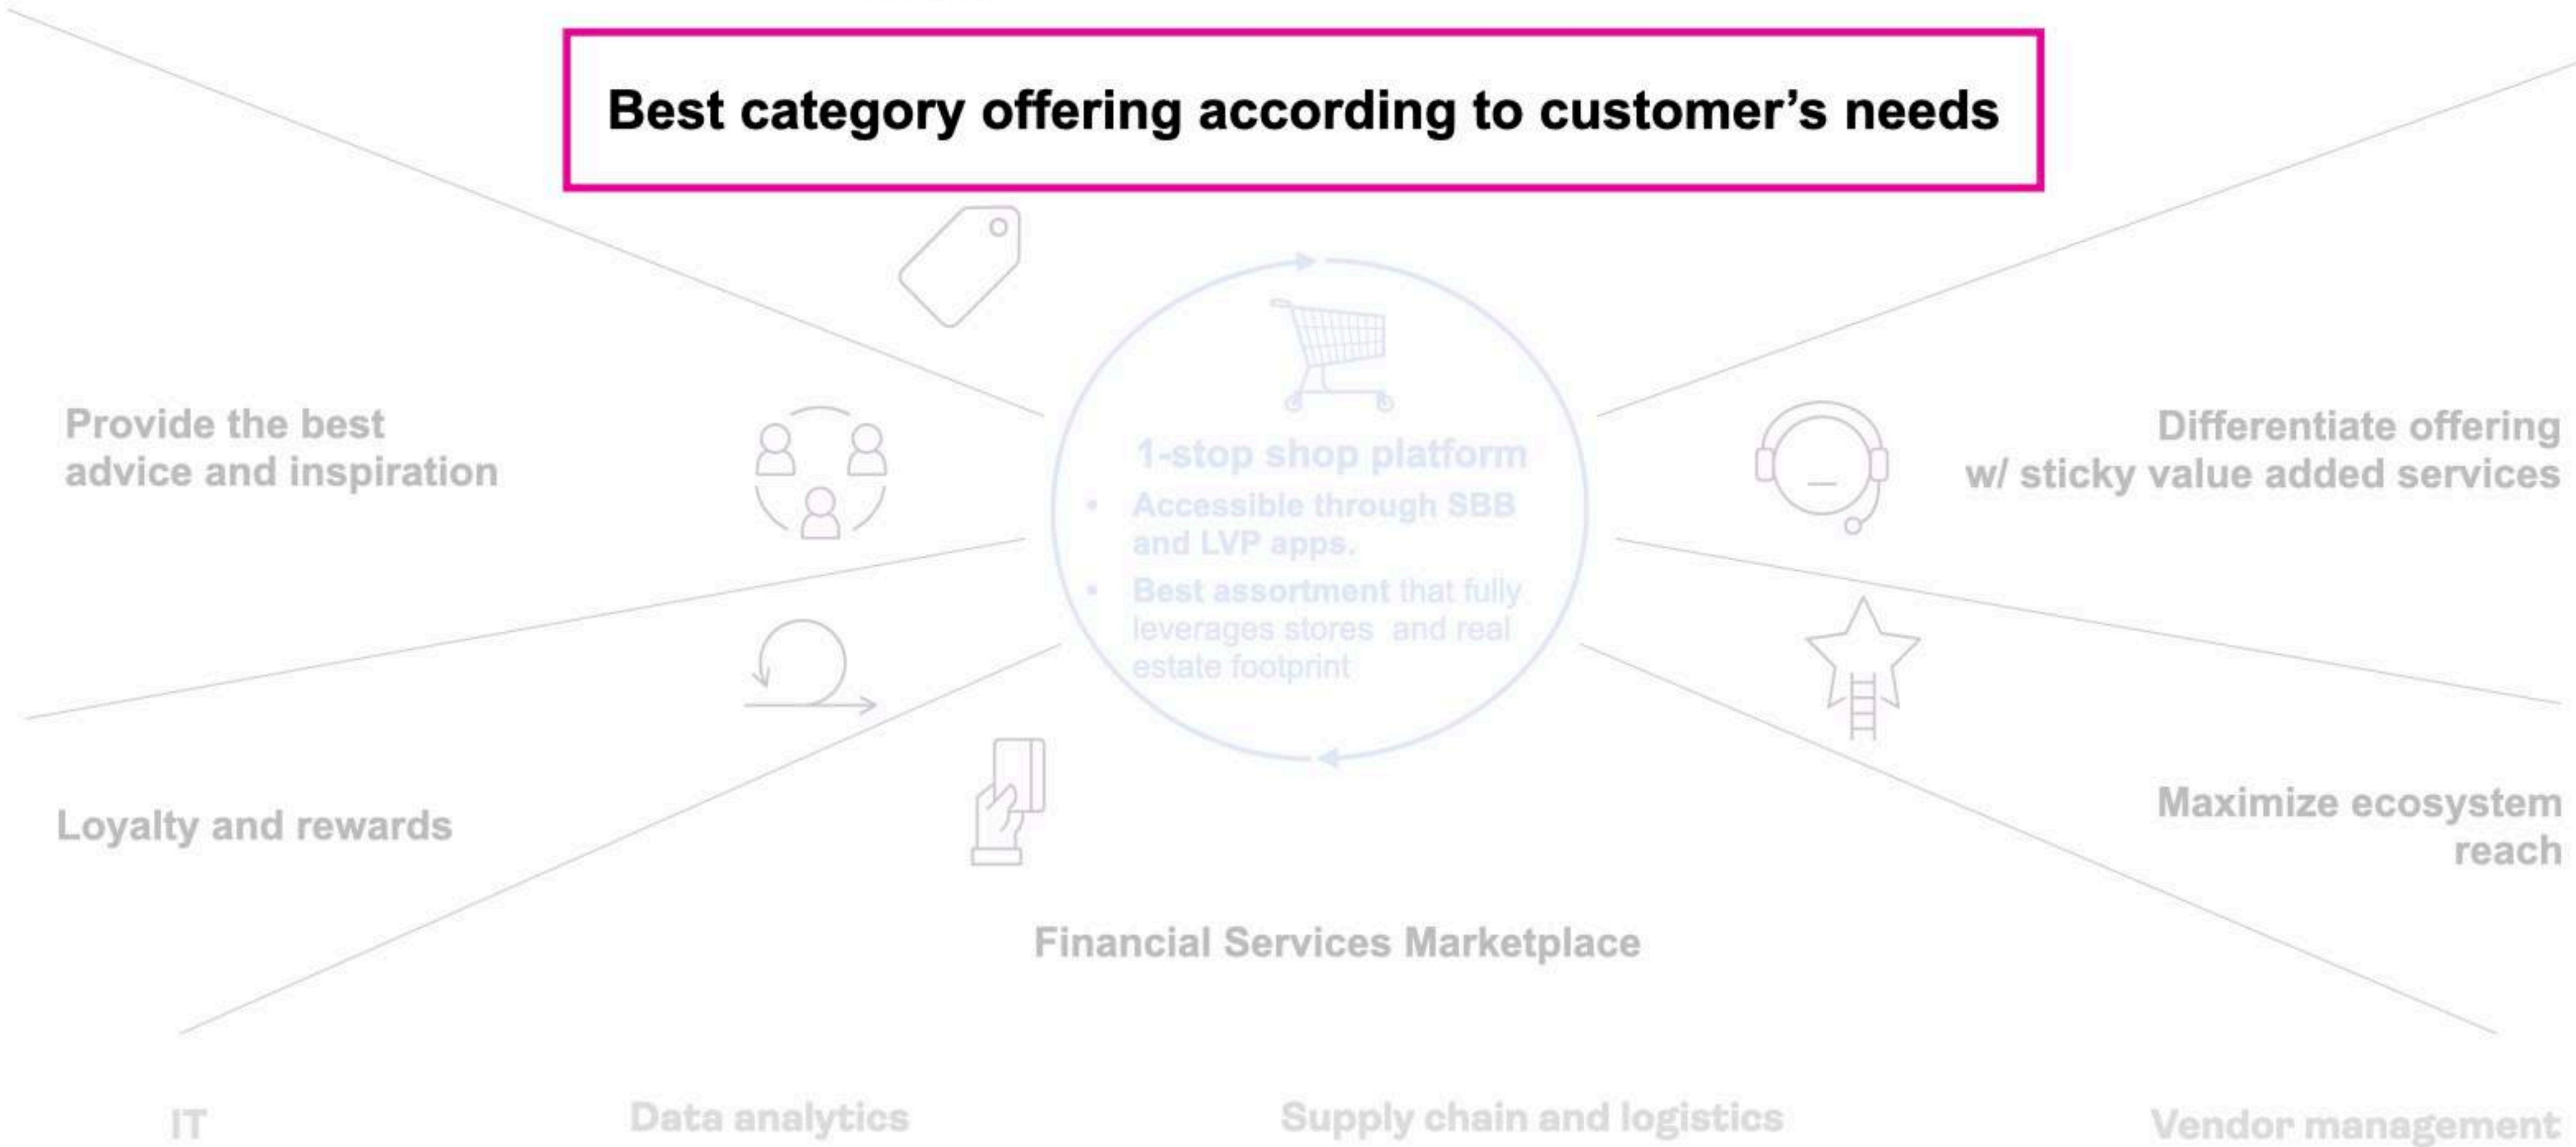 Best category offering according to customer’s needs
Provide the best
advice and inspiration
1-stop shop platform
• Accessible through SBB
and LVP apps.
• Best assortment that fully
leverages stores and real
estate footprint
Differentiate offering
w/ sticky value added services
Loyalty and rewards
Maximize ecosystem
reach
Financial Services Marketplace
IT
Data analytics
Supply chain and logistics
Vendor management